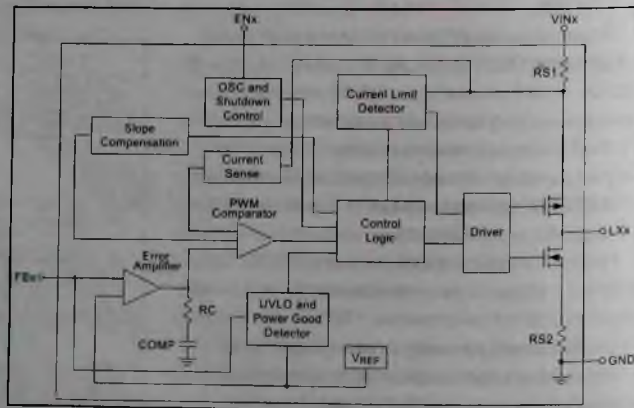 ENx
VINx
RS1
OSC and
Shutdown
Control
Current Limit
Detector
Slope
Compensation
Current
Sense
PWM
Comparator
Control
Logic
Driver
LXx
Error
Amplifier
FBx
RC
UVLO and
Power Good
Detector
COMP
VREF
RS2
GND